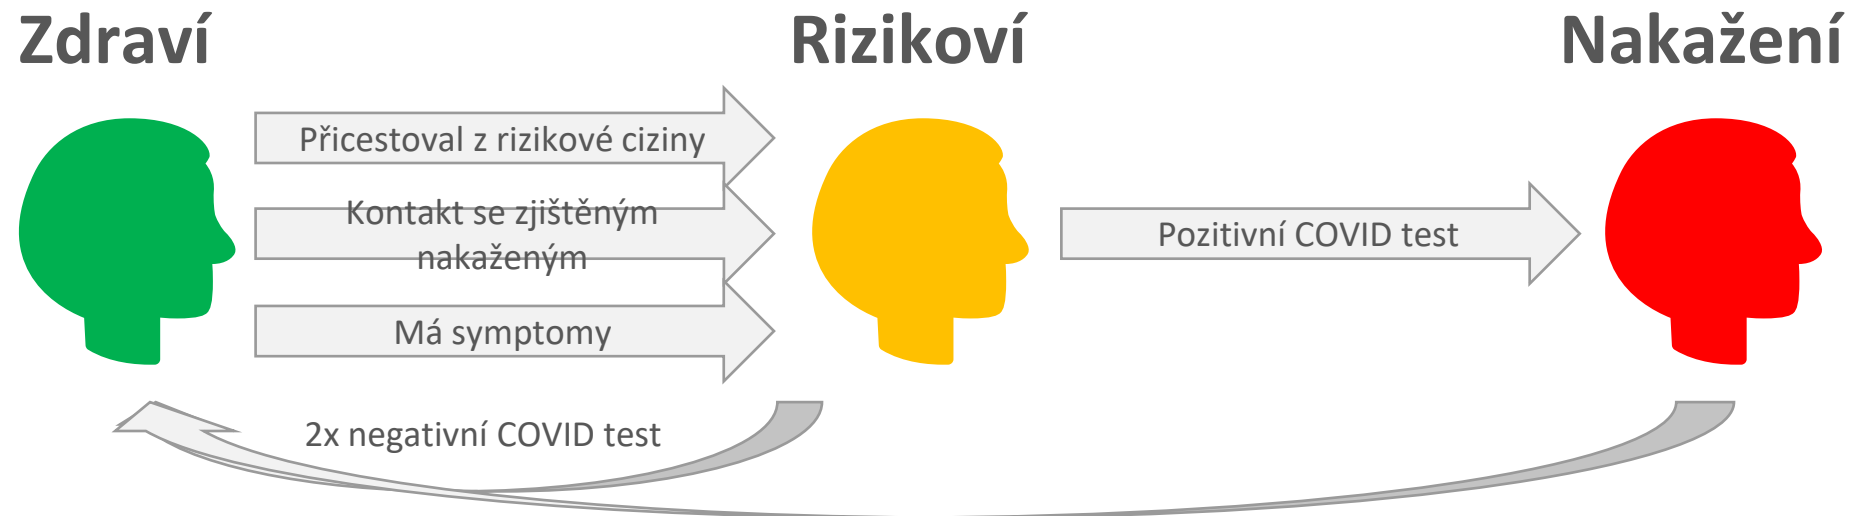 Zdraví
Rizikoví
Nakažení
Přicestoval z rizikové ciziny
Kontakt se zjištěným
nakaženým
Má symptomy
Pozitivní COVID test
2x negativní COVID test